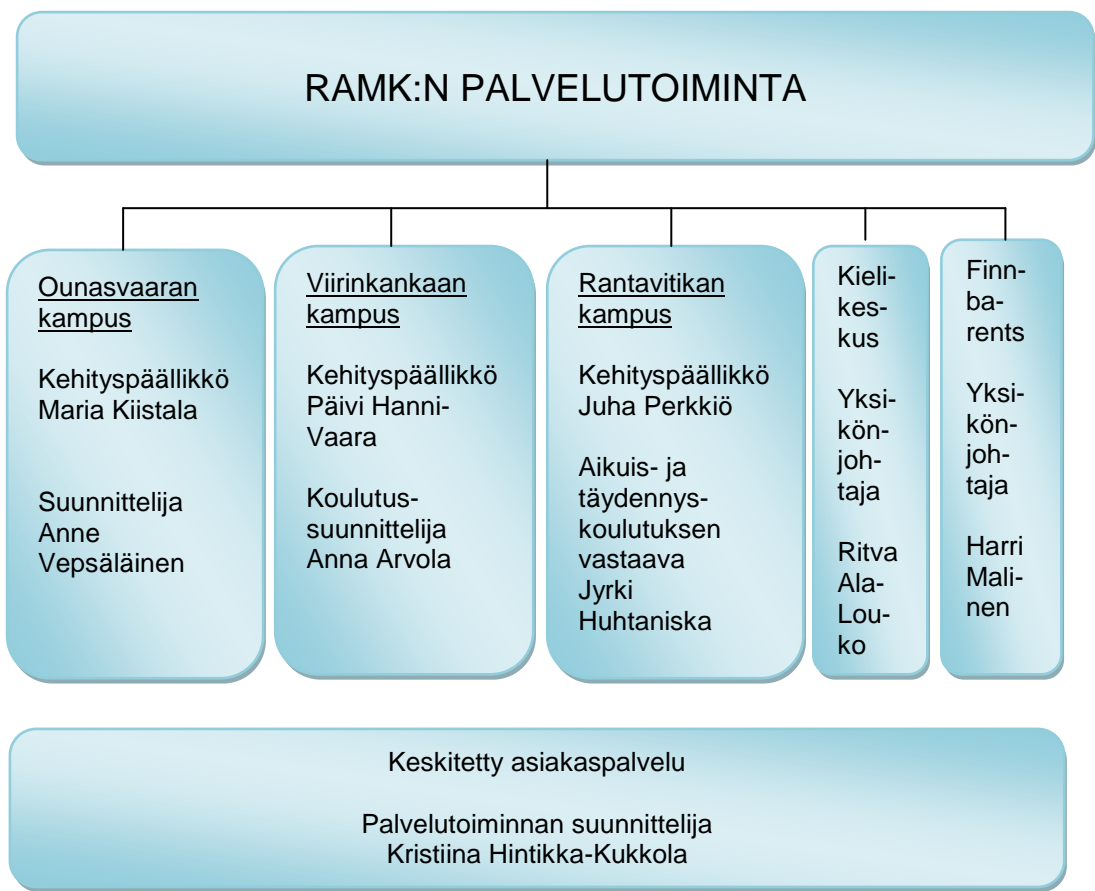 RAMK:N PALVELUTOIMINTA
Ounasvaaran
kampus
Kehityspäällikkö
Maria Kiistala
Suunnittelija
Anne
Vepsäläinen
Viirinkankaan
kampus
Kehityspäällikkö
Päivi Hanni-
Vaara
Koulutus-
suunnittelija
Anna Arvola
Rantavitikan
kampus
Kehityspäällikkö
Juha Perkkiö
Aikuis- ja
täydennys-
koulutuksen
vastaava
Jyrki
Huhtaniska
Kieli-
kes-
kus
Yksi-
kön-
joh-
taja
Ritva
Ala-
Lou-
ko
Finn-
ba-
rents
Yksi-
kön-
joh-
taja
Harri
Mali-
nen
Keskitetty asiakaspalvelu
Palvelutoiminnan suunnittelija
Kristiina Hintikka-Kukkola